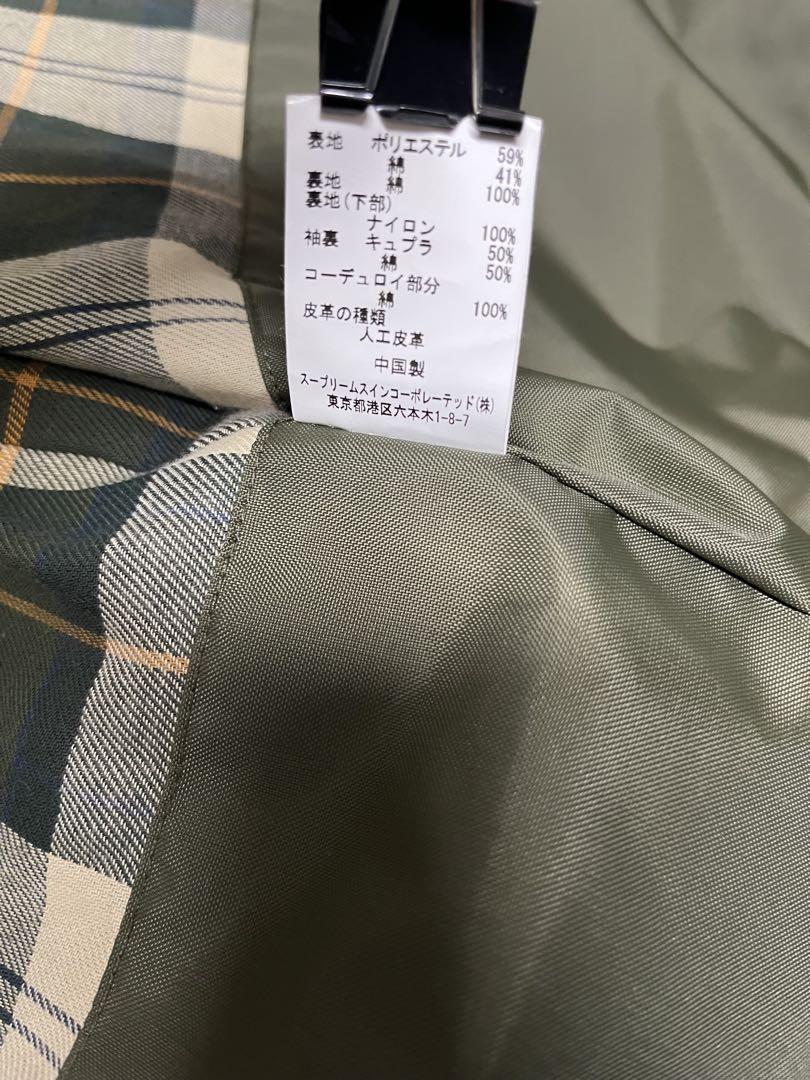 表地 ポリエステル 59%
綿 41%
裏地 綿 100%
裏地(下部)
ナイロン 100%
袖裏 キュプラ 50%
綿 50%
コーデュロイ部分
綿 100%
皮革の種類
人工皮革
中国製
スープリームスインコーポレーテッド(株)
東京都港区六本木1-8-7